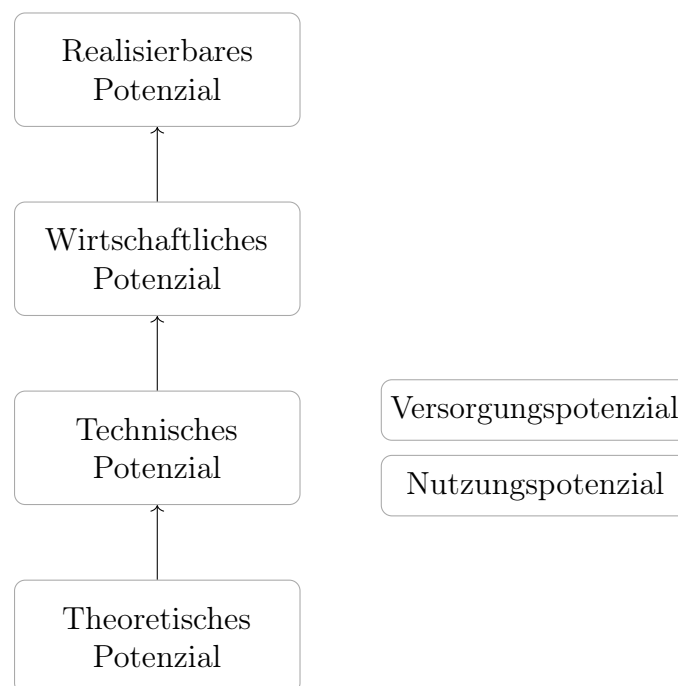 Realisierbares
Potenzial
Wirtschaftliches
Potenzial
Technisches
Potenzial
Versorgungspotenzial
Nutzungspotenzial
Theoretisches
Potenzial